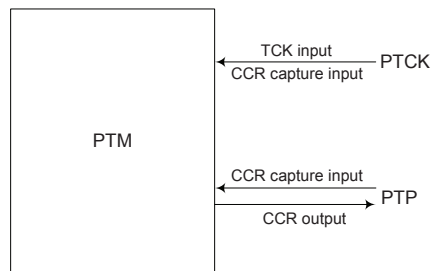 TCK input
PTCK
CCR capture input
PTM
CCR capture input
PTP
CCR output